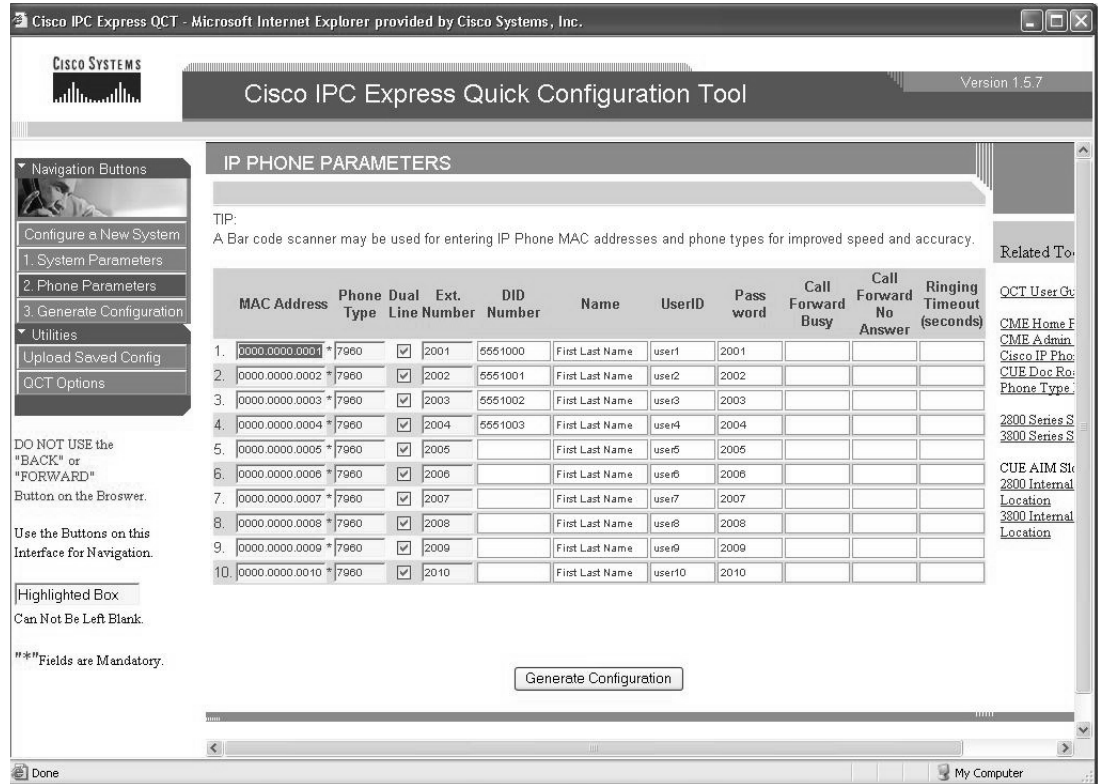 Cisco IPC Express QCT - Microsoft Internet Explorer provided by Cisco Systems, Inc.
CISCO SYSTEMS
Cisco IPC Express Quick Configuration Tool
Version 1.5.7
Navigation Buttons
Configure a New System
1. System Parameters
2. Phone Parameters
3. Generate Configuration
Utilities
Upload Saved Config
QCT Options
DO NOT USE the
"BACK" or
"FORWARD"
Button on the Broswer.
Use the Buttons on this
Interface for Navigation.
Highlighted Box
Can Not Be Left Blank.
"*"Fields are Mandatory.
IP PHONE PARAMETERS
TIP:
A Bar code scanner may be used for entering IP Phone MAC addresses and phone types for improved speed and accuracy.
MAC Address Phone Type Dual Line Ext. Number DID Number Name UserID Pass word Call Forward Busy Call Forward No Answer Ringing Timeout (seconds)
1. 0000.0000.0001 * 7960 2001 5551000 First Last Name user1 2001
2. 0000.0000.0002 * 7960 2002 5551001 First Last Name user2 2002
3. 0000.0000.0003 * 7960 2003 5551002 First Last Name user3 2003
4. 0000.0000.0004 * 7960 2004 5551003 First Last Name user4 2004
5. 0000.0000.0005 * 7960 2005 First Last Name user5 2005
6. 0000.0000.0006 * 7960 2006 First Last Name user6 2006
7. 0000.0000.0007 * 7960 2007 First Last Name user7 2007
8. 0000.0000.0008 * 7960 2008 First Last Name user8 2008
9. 0000.0000.0009 * 7960 2009 First Last Name user9 2009
10. 0000.0000.0010 * 7960 2010 First Last Name user10 2010
Generate Configuration
Related To
QCT User Gu
CME Home P
CME Admin
Cisco IP Pho
CUE Doc Ro
Phone Type
2800 Series S
3800 Series S
CUE AIM Slo
2800 Internal
Location
3800 Internal
Location
Done
My Computer